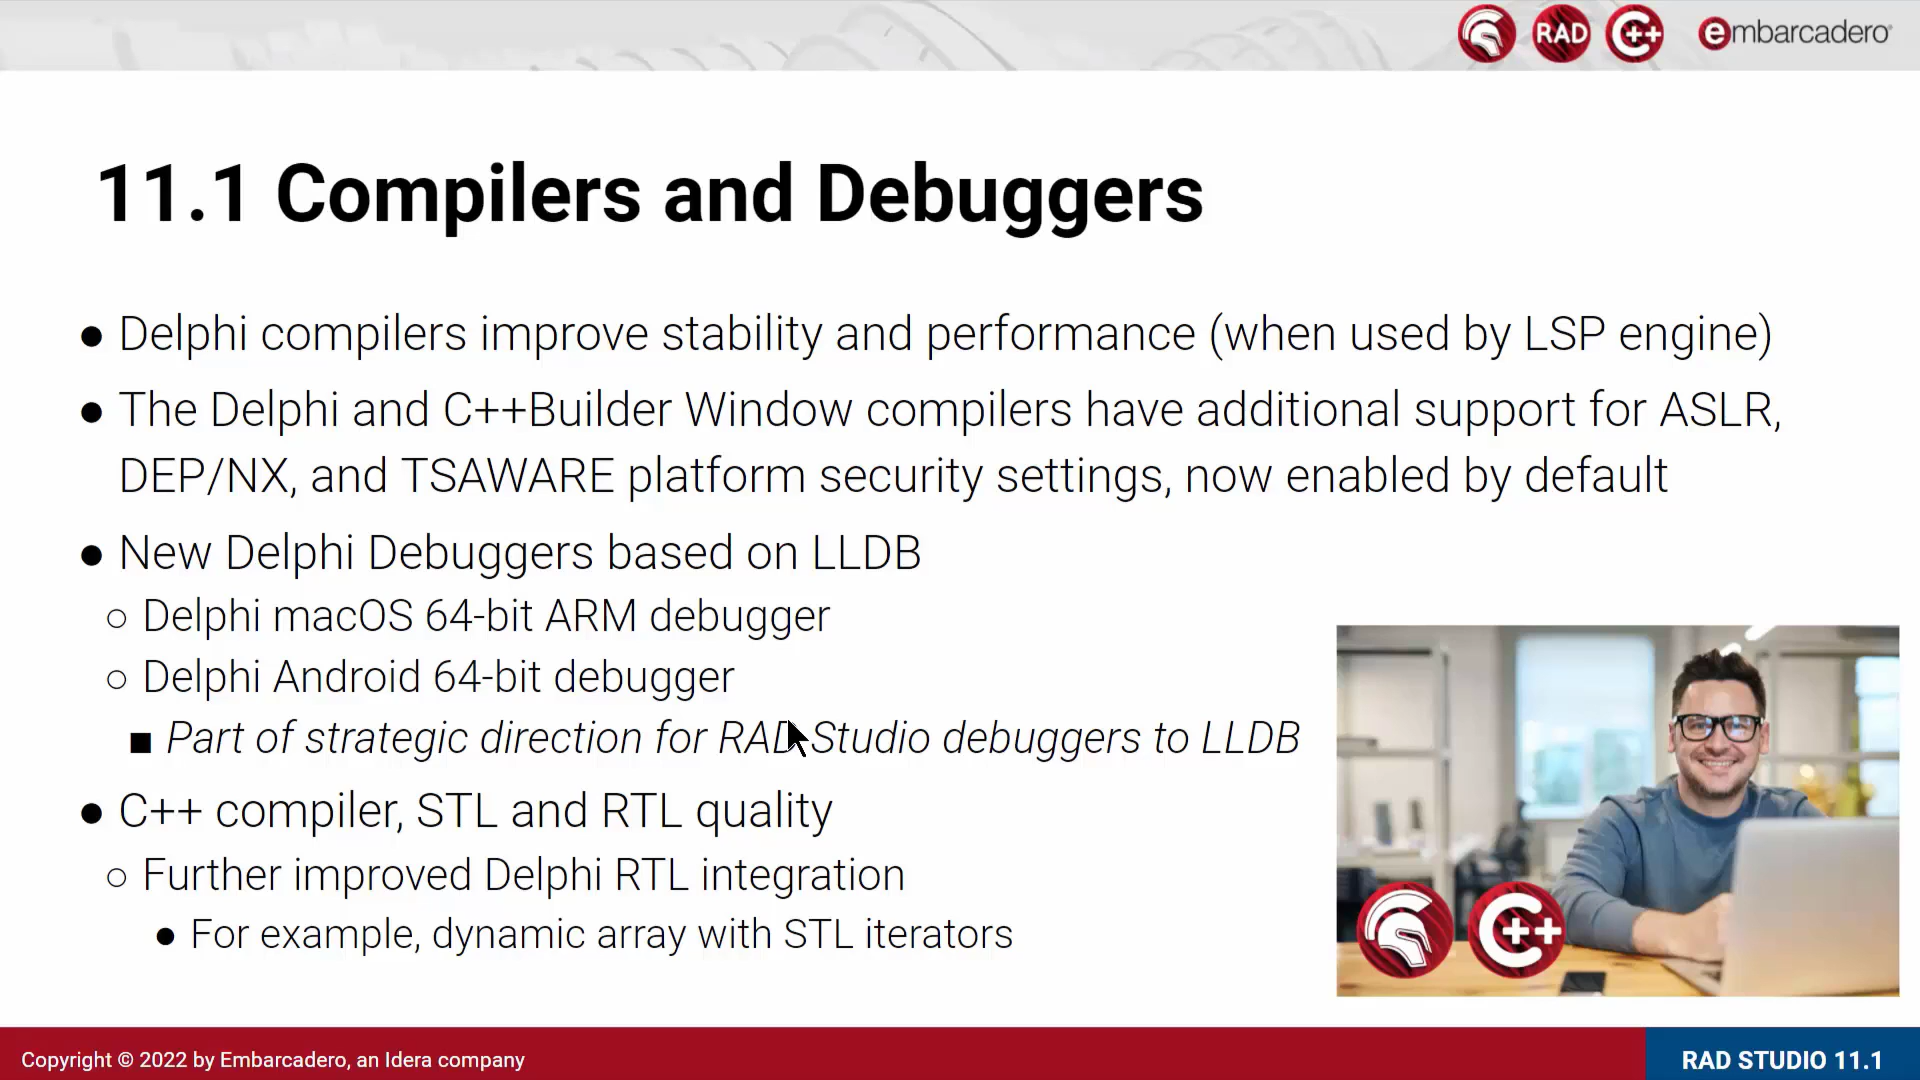 RAD
C++
embarcadero
11.1 Compilers and Debuggers
● Delphi compilers improve stability and performance (when used by LSP engine)
● The Delphi and C++Builder Window compilers have additional support for ASLR,
DEP/NX, and TSAWARE platform security settings, now enabled by default
● New Delphi Debuggers based on LLDB
○ Delphi macOS 64-bit ARM debugger
○ Delphi Android 64-bit debugger
■ Part of strategic direction for RAD Studio debuggers to LLDB
● C++ compiler, STL and RTL quality
○ Further improved Delphi RTL integration
● For example, dynamic array with STL iterators
C++
Copyright © 2022 by Embarcadero, an Idera company
RAD STUDIO 11.1